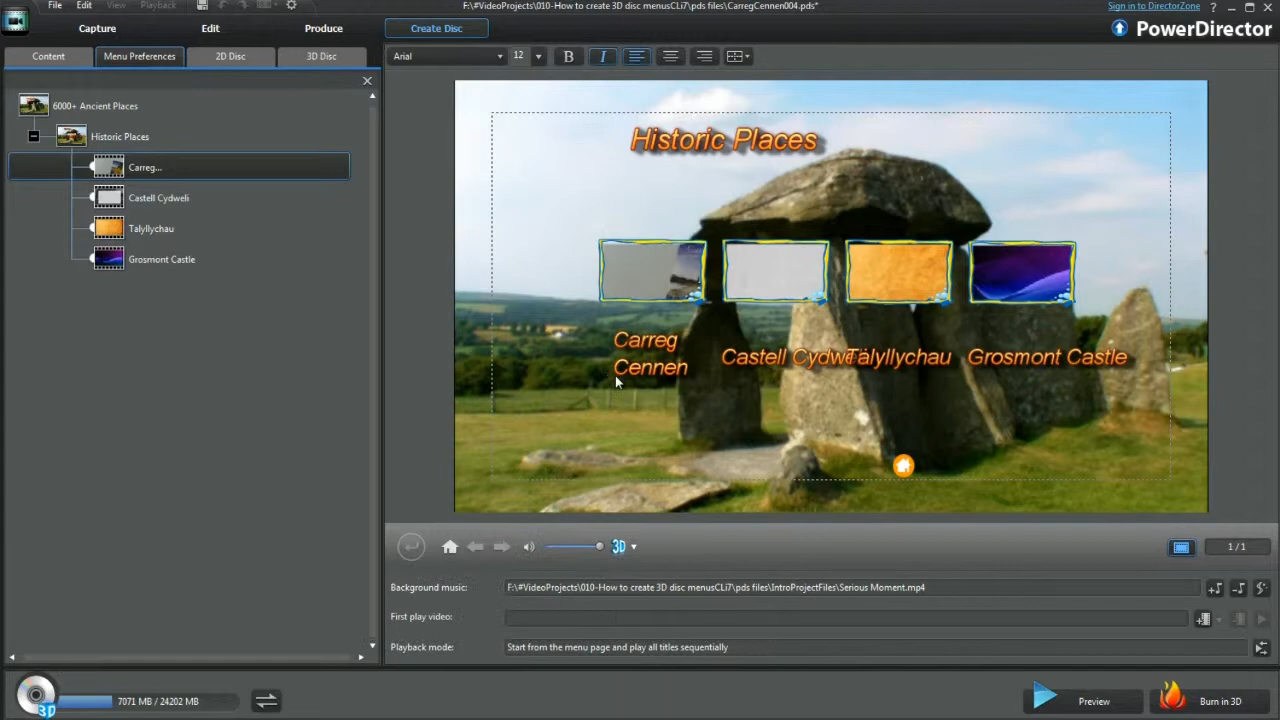 File Edit View Playback
F:\#VideoProjects\010-How to create 3D disc menusCLi7\pds files\CarregCennen004.pds*
Sign in to DirectorZone ?
Capture Edit Produce Create Disc
PowerDirector
Content Menu Preferences 2D Disc 3D Disc
Arial 12 B I
6000+ Ancient Places
Historic Places
Carreg...
Castell Cydweli
Talyllychau
Grosmont Castle
Historic Places
Carreg
Cennen
Castell Cydwe
Talyllychau
Grosmont Castle
3D
1 / 1
Background music: F:\#VideoProjects\010-How to create 3D disc menusCLi7\pds files\IntroProjectFiles\Serious Moment.mp4
First play video:
Playback mode: Start from the menu page and play all titles sequentially
3D
7071 MB / 24202 MB
Preview
Burn in 3D